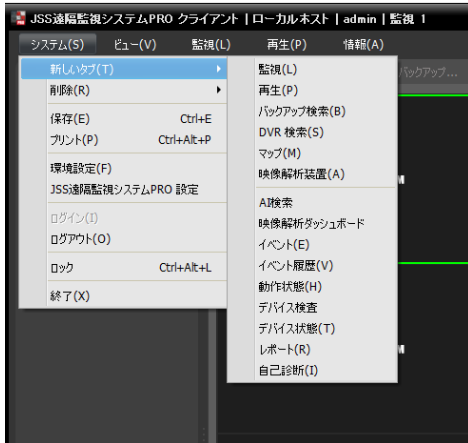 JSS遠隔監視システムPRO クライアント | ローカルホスト | admin | 監視 1
システム(S) ビュー(V) 監視(L) 再生(P) 情報(A)
新しいタブ(T)
削除(R)
保存(E) Ctrl+E
プリント(P) Ctrl+Alt+P
環境設定(F)
JSS遠隔監視システムPRO 設定
ログイン(I)
ログアウト(O)
ロック Ctrl+Alt+L
終了(X)
監視(L)
再生(P)
バックアップ検索(B)
DVR 検索(S)
マップ(M)
映像解析装置(A)
AI検索
映像解析ダッシュボード
イベント(E)
イベント履歴(V)
動作状態(H)
デバイス検査
デバイス状態(T)
レポート(R)
自己診断(I)
バックアップ...
M
M